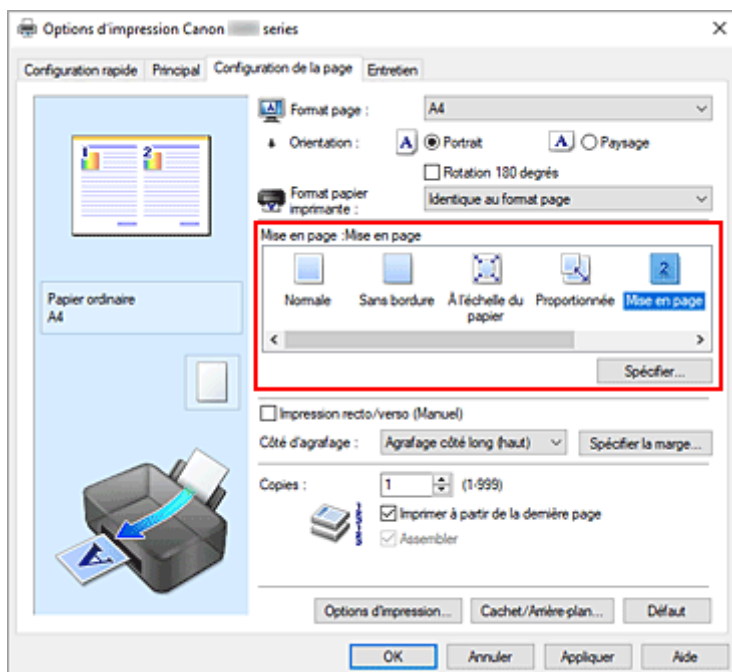 Options d'impression Canon series
Configuration rapide Principal Configuration de la page Entretien
Format page : A4
Orientation : A Portrait A Paysage
Rotation 180 degrés
Format papier imprimante : Identique au format page
Mise en page :Mise en page
2
Normale Sans bordure À l'échelle du papier Proportionnée Mise en page
Spécifier...
1 2
Papier ordinaire
A4
Impression recto/verso (Manuel)
Côté d'agrafage : Agrafage côté long (haut) Spécifier la marge...
Copies : 1 (1-999)
Imprimer à partir de la dernière page
Assembler
A
Options d'impression... Cachet/Arrière-plan... Défaut
OK Annuler Appliquer Aide